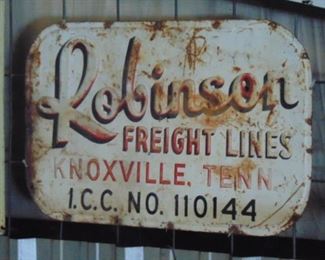 Robinson
FREIGHT LINES
KNOXVILLE, TENN.
I.C.C. NO. 110144